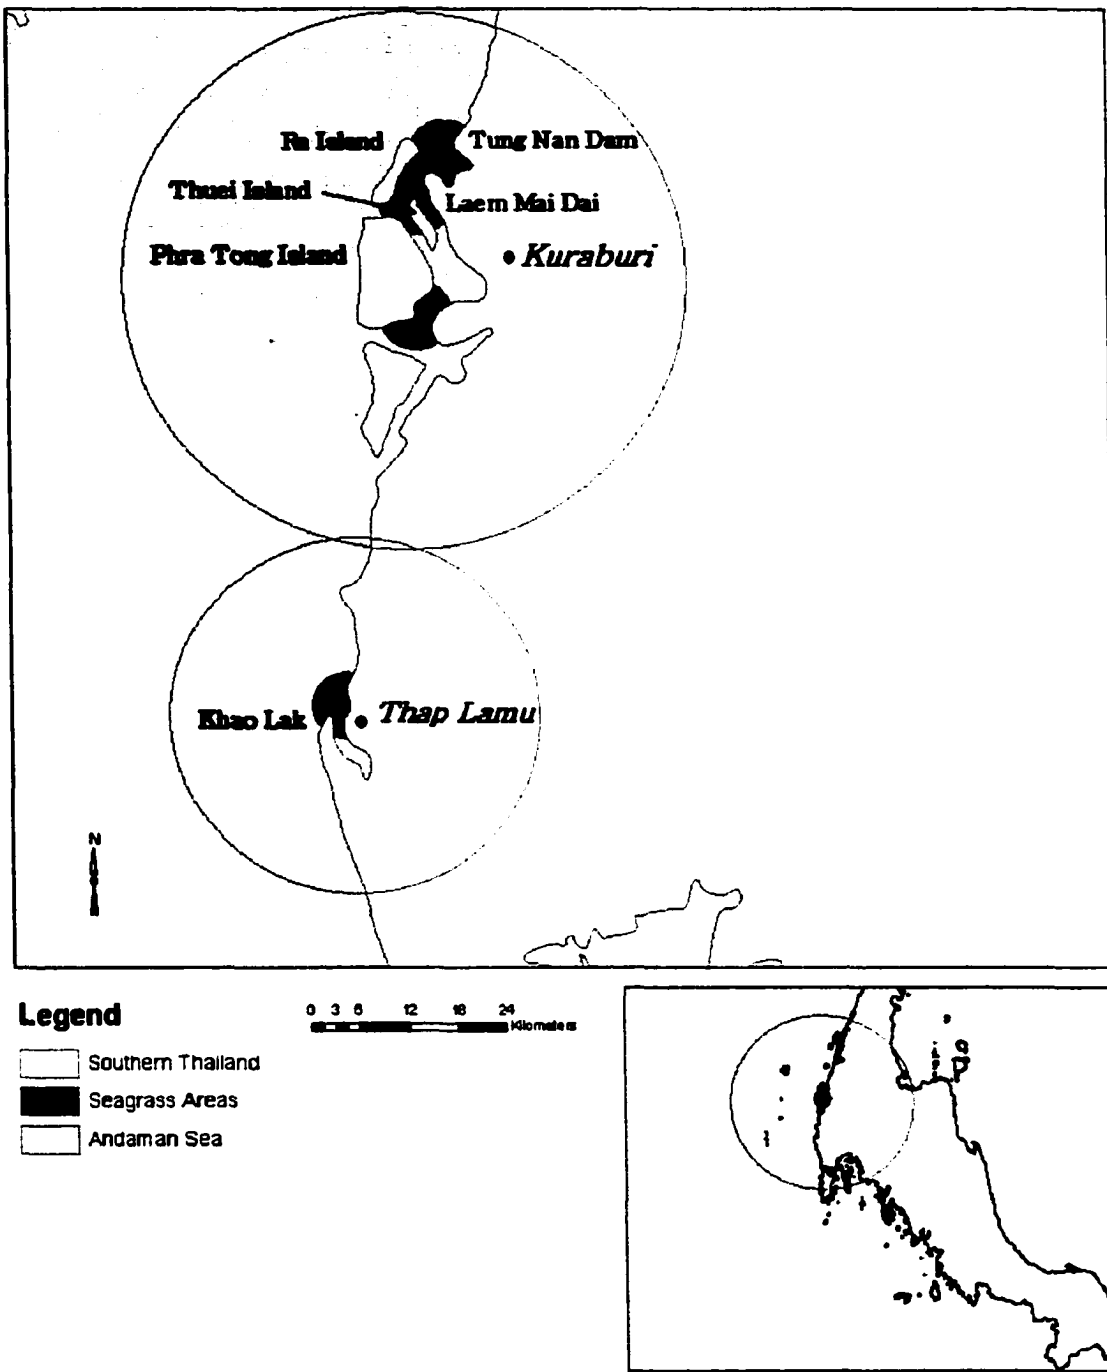 Ra Island
Tung Nan Dam
Thuei Island
Laem Mai Dai
Phra Tong Island
Kuraburi
Khao Lak
Thap Lamu
N
Legend
0 3 6 12 18 24
Kilometers
Southern Thailand
Seagrass Areas
Andaman Sea